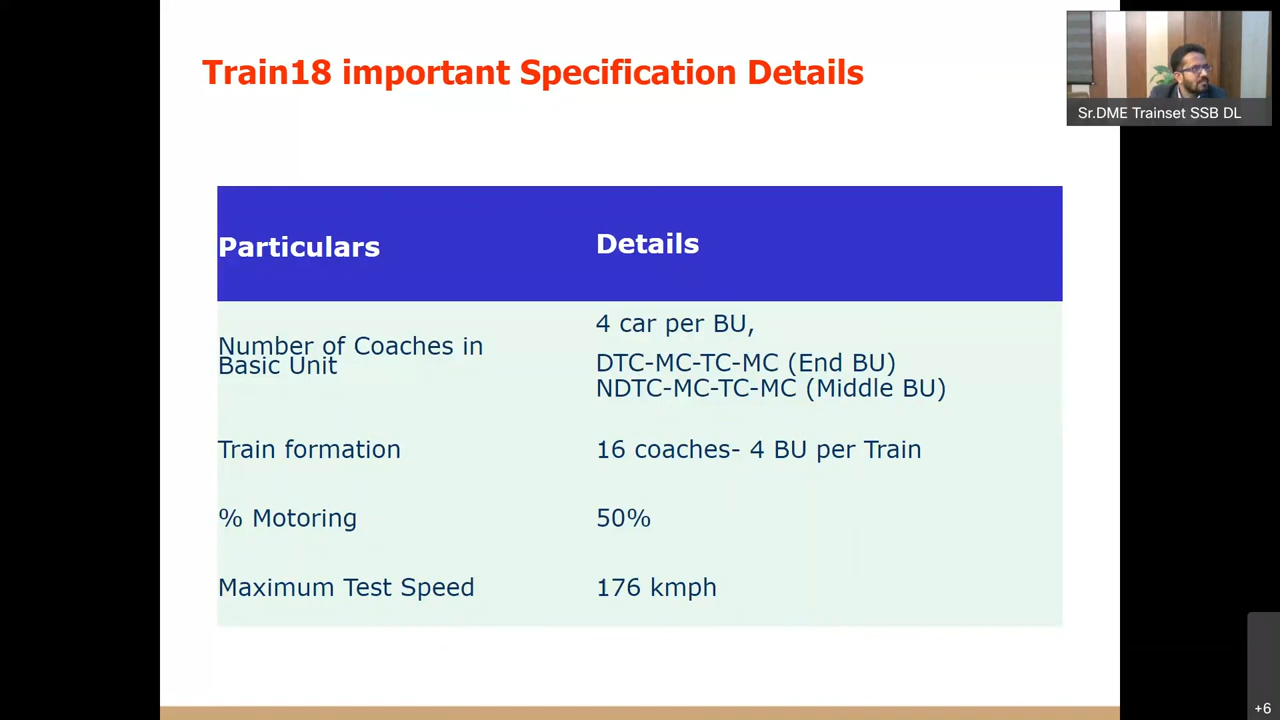 Train18 important Specification Details
Sr.DME Trainset SSB DL
Particulars
Details
Number of Coaches in
Basic Unit
4 car per BU,
DTC-MC-TC-MC (End BU)
NDTC-MC-TC-MC (Middle BU)
Train formation
16 coaches- 4 BU per Train
% Motoring
50%
Maximum Test Speed
176 kmph
+6